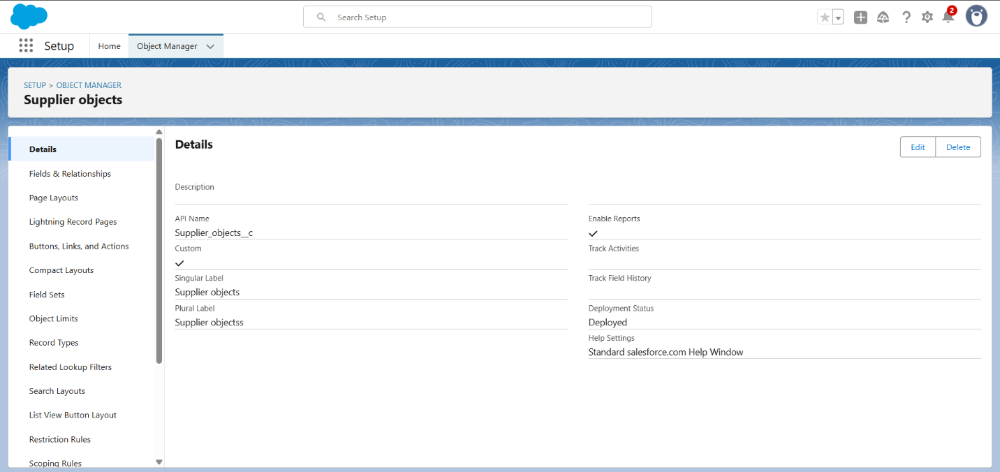 Search Setup
2
Setup
Home
Object Manager
SETUP > OBJECT MANAGER
Supplier objects
Details
Fields & Relationships
Page Layouts
Lightning Record Pages
Buttons, Links, and Actions
Compact Layouts
Field Sets
Object Limits
Record Types
Related Lookup Filters
Search Layouts
List View Button Layout
Restriction Rules
Scoping Rules
Details
Edit
Delete
Description
API Name
Supplier_objects__c
Custom
Singular Label
Supplier objects
Plural Label
Supplier objectss
Enable Reports
Track Activities
Track Field History
Deployment Status
Deployed
Help Settings
Standard salesforce.com Help Window